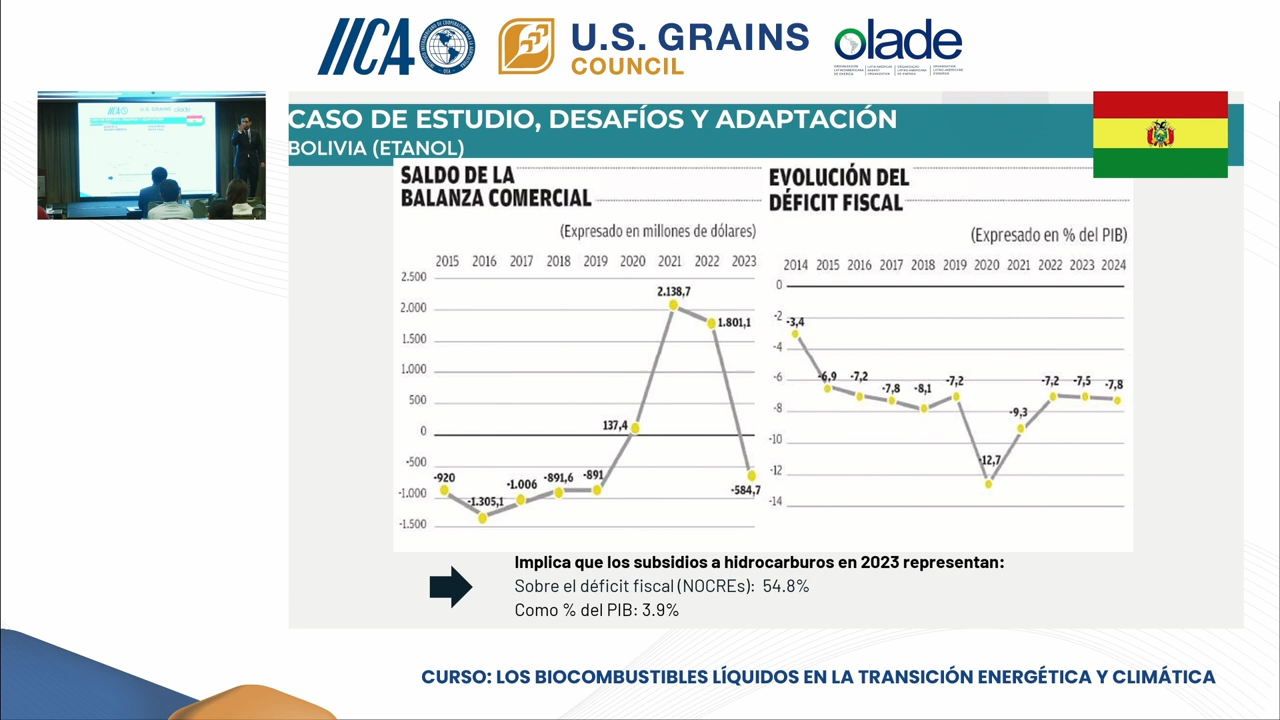 IICA
U.S. GRAINS
COUNCIL
olade
CASO DE ESTUDIO, DESAFÍOS Y ADAPTACIÓN
BOLIVIA (ETANOL)
SALDO DE LA
BALANZA COMERCIAL
(Expresado en millones de dólares)
2015 2016 2017 2018 2019 2020 2021 2022 2023
2.500
2.000
1.500
1.000
500
0
-500
-1.000
-1.500
-920
-1.305,1
-1.006
-891,6
-891
137,4
2.138,7
1.801,1
-584,7
EVOLUCIÓN DEL
DÉFICIT FISCAL
(Expresado en % del PIB)
2014 2015 2016 2017 2018 2019 2020 2021 2022 2023 2024
0
-2
-4
-6
-8
-10
-12
-14
-3,4
-6,9
-7,2
-7,8
-8,1
-7,2
-12,7
-9,3
-7,2
-7,5
-7,8
Implica que los subsidios a hidrocarburos en 2023 representan:
Sobre el déficit fiscal (NOCREs): 54.8%
Como % del PIB: 3.9%
CURSO: LOS BIOCOMBUSTIBLES LÍQUIDOS EN LA TRANSICIÓN ENERGÉTICA Y CLIMÁTICA